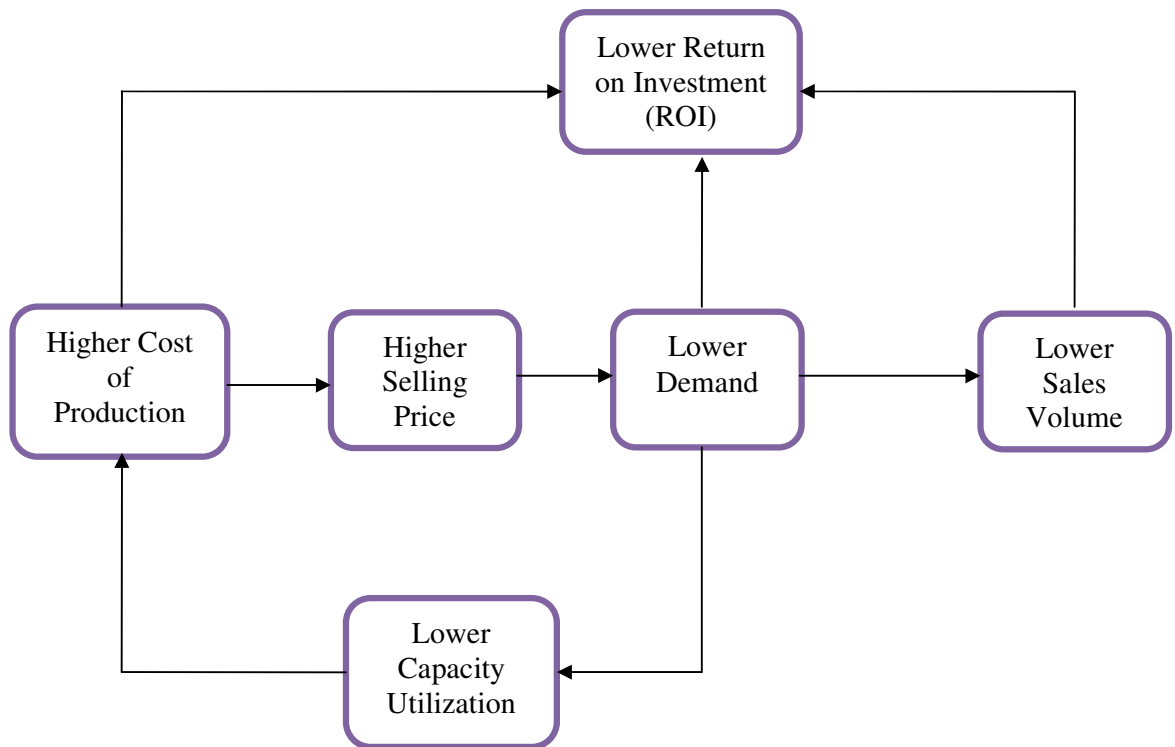 Lower Return
on Investment
(ROI)
Higher Cost
of
Production
Higher
Selling
Price
Lower
Demand
Lower
Sales
Volume
Lower
Capacity
Utilization